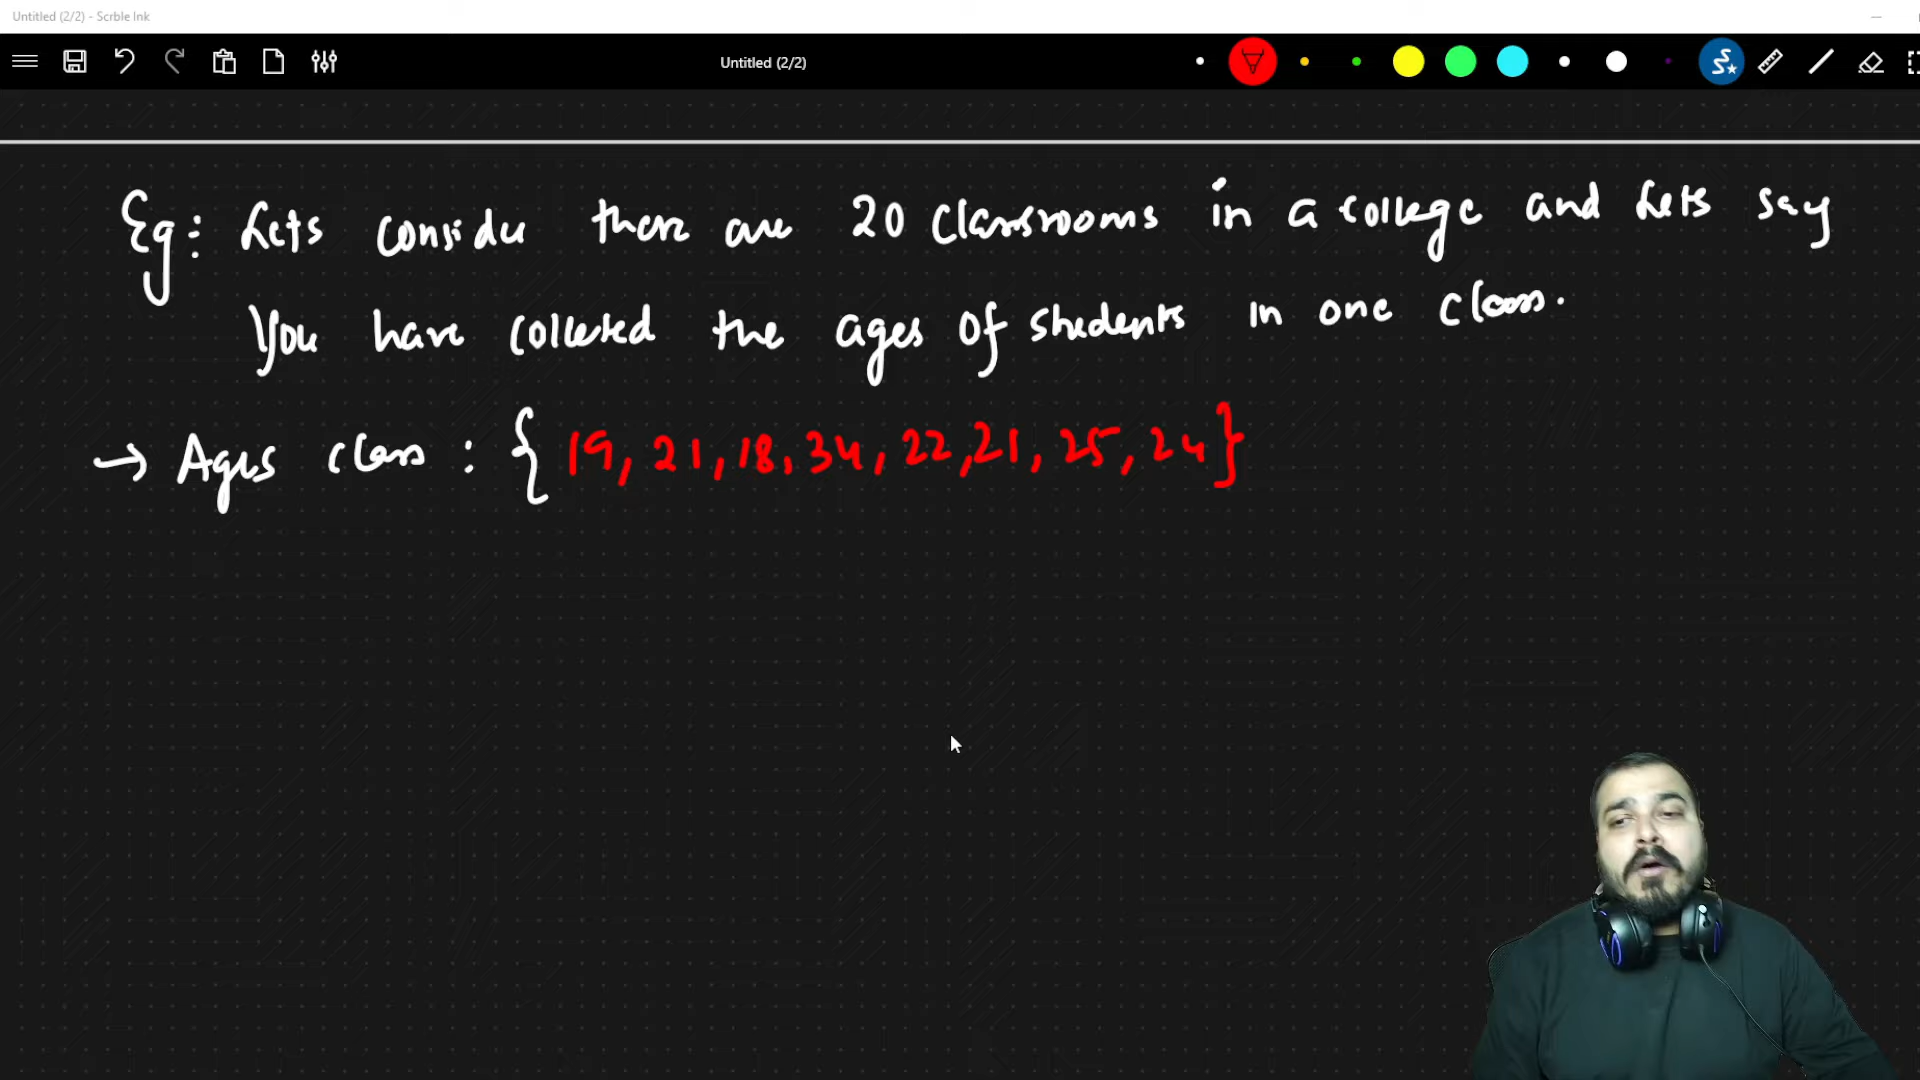 Untitled (2/2) - Scrble Ink
Untitled (2/2)
Eg: Lets consider there are 20 classrooms in a college and Lets say
You have collected the ages of students in one class.
→ Ages class : { 19, 21, 18, 34, 22, 21, 25, 24 }